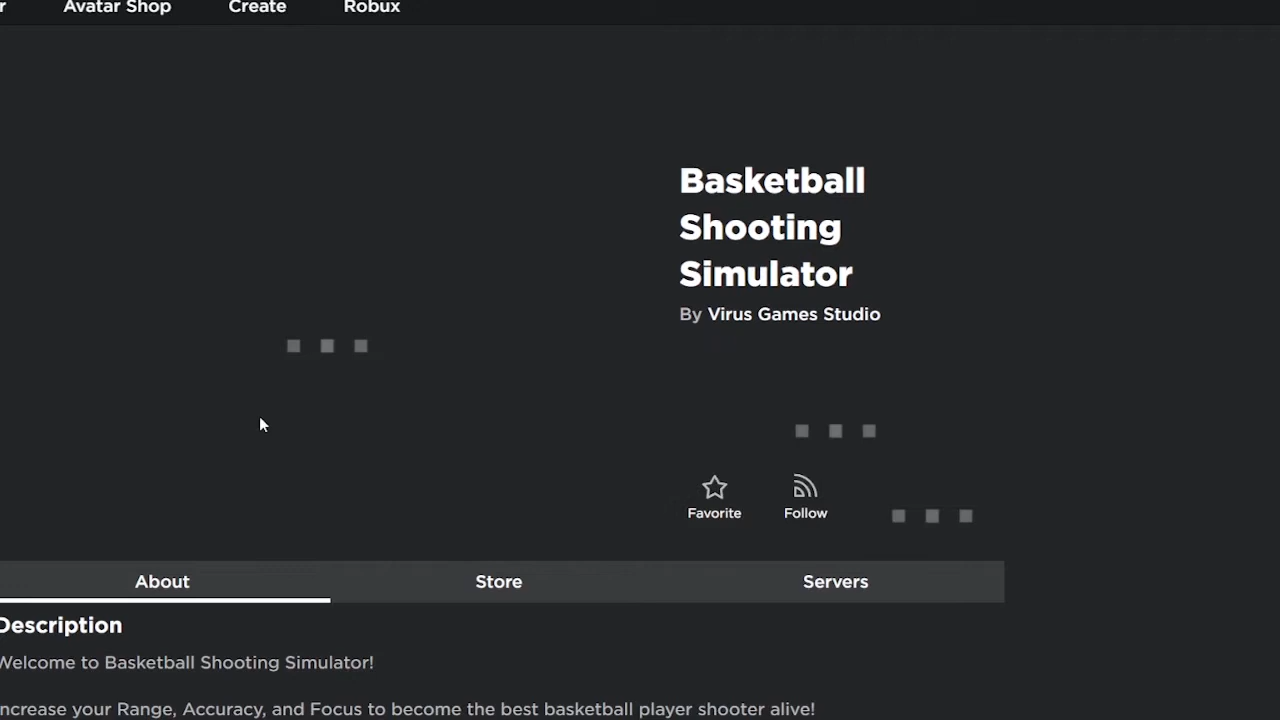 r Avatar Shop Create Robux
Basketball
Shooting
Simulator
By Virus Games Studio
Favorite Follow
About Store Servers
Description
Welcome to Basketball Shooting Simulator!
ncrease your Range, Accuracy, and Focus to become the best basketball player shooter alive!